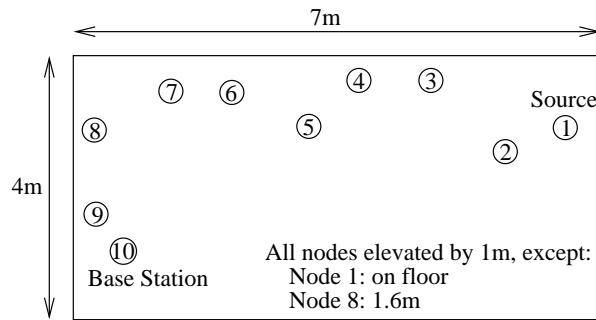 7m
4 3
7 6
Source
8 5 1
2
4m
9
10
All nodes elevated by 1m, except:
Base Station
Node 1: on floor
Node 8: 1.6m